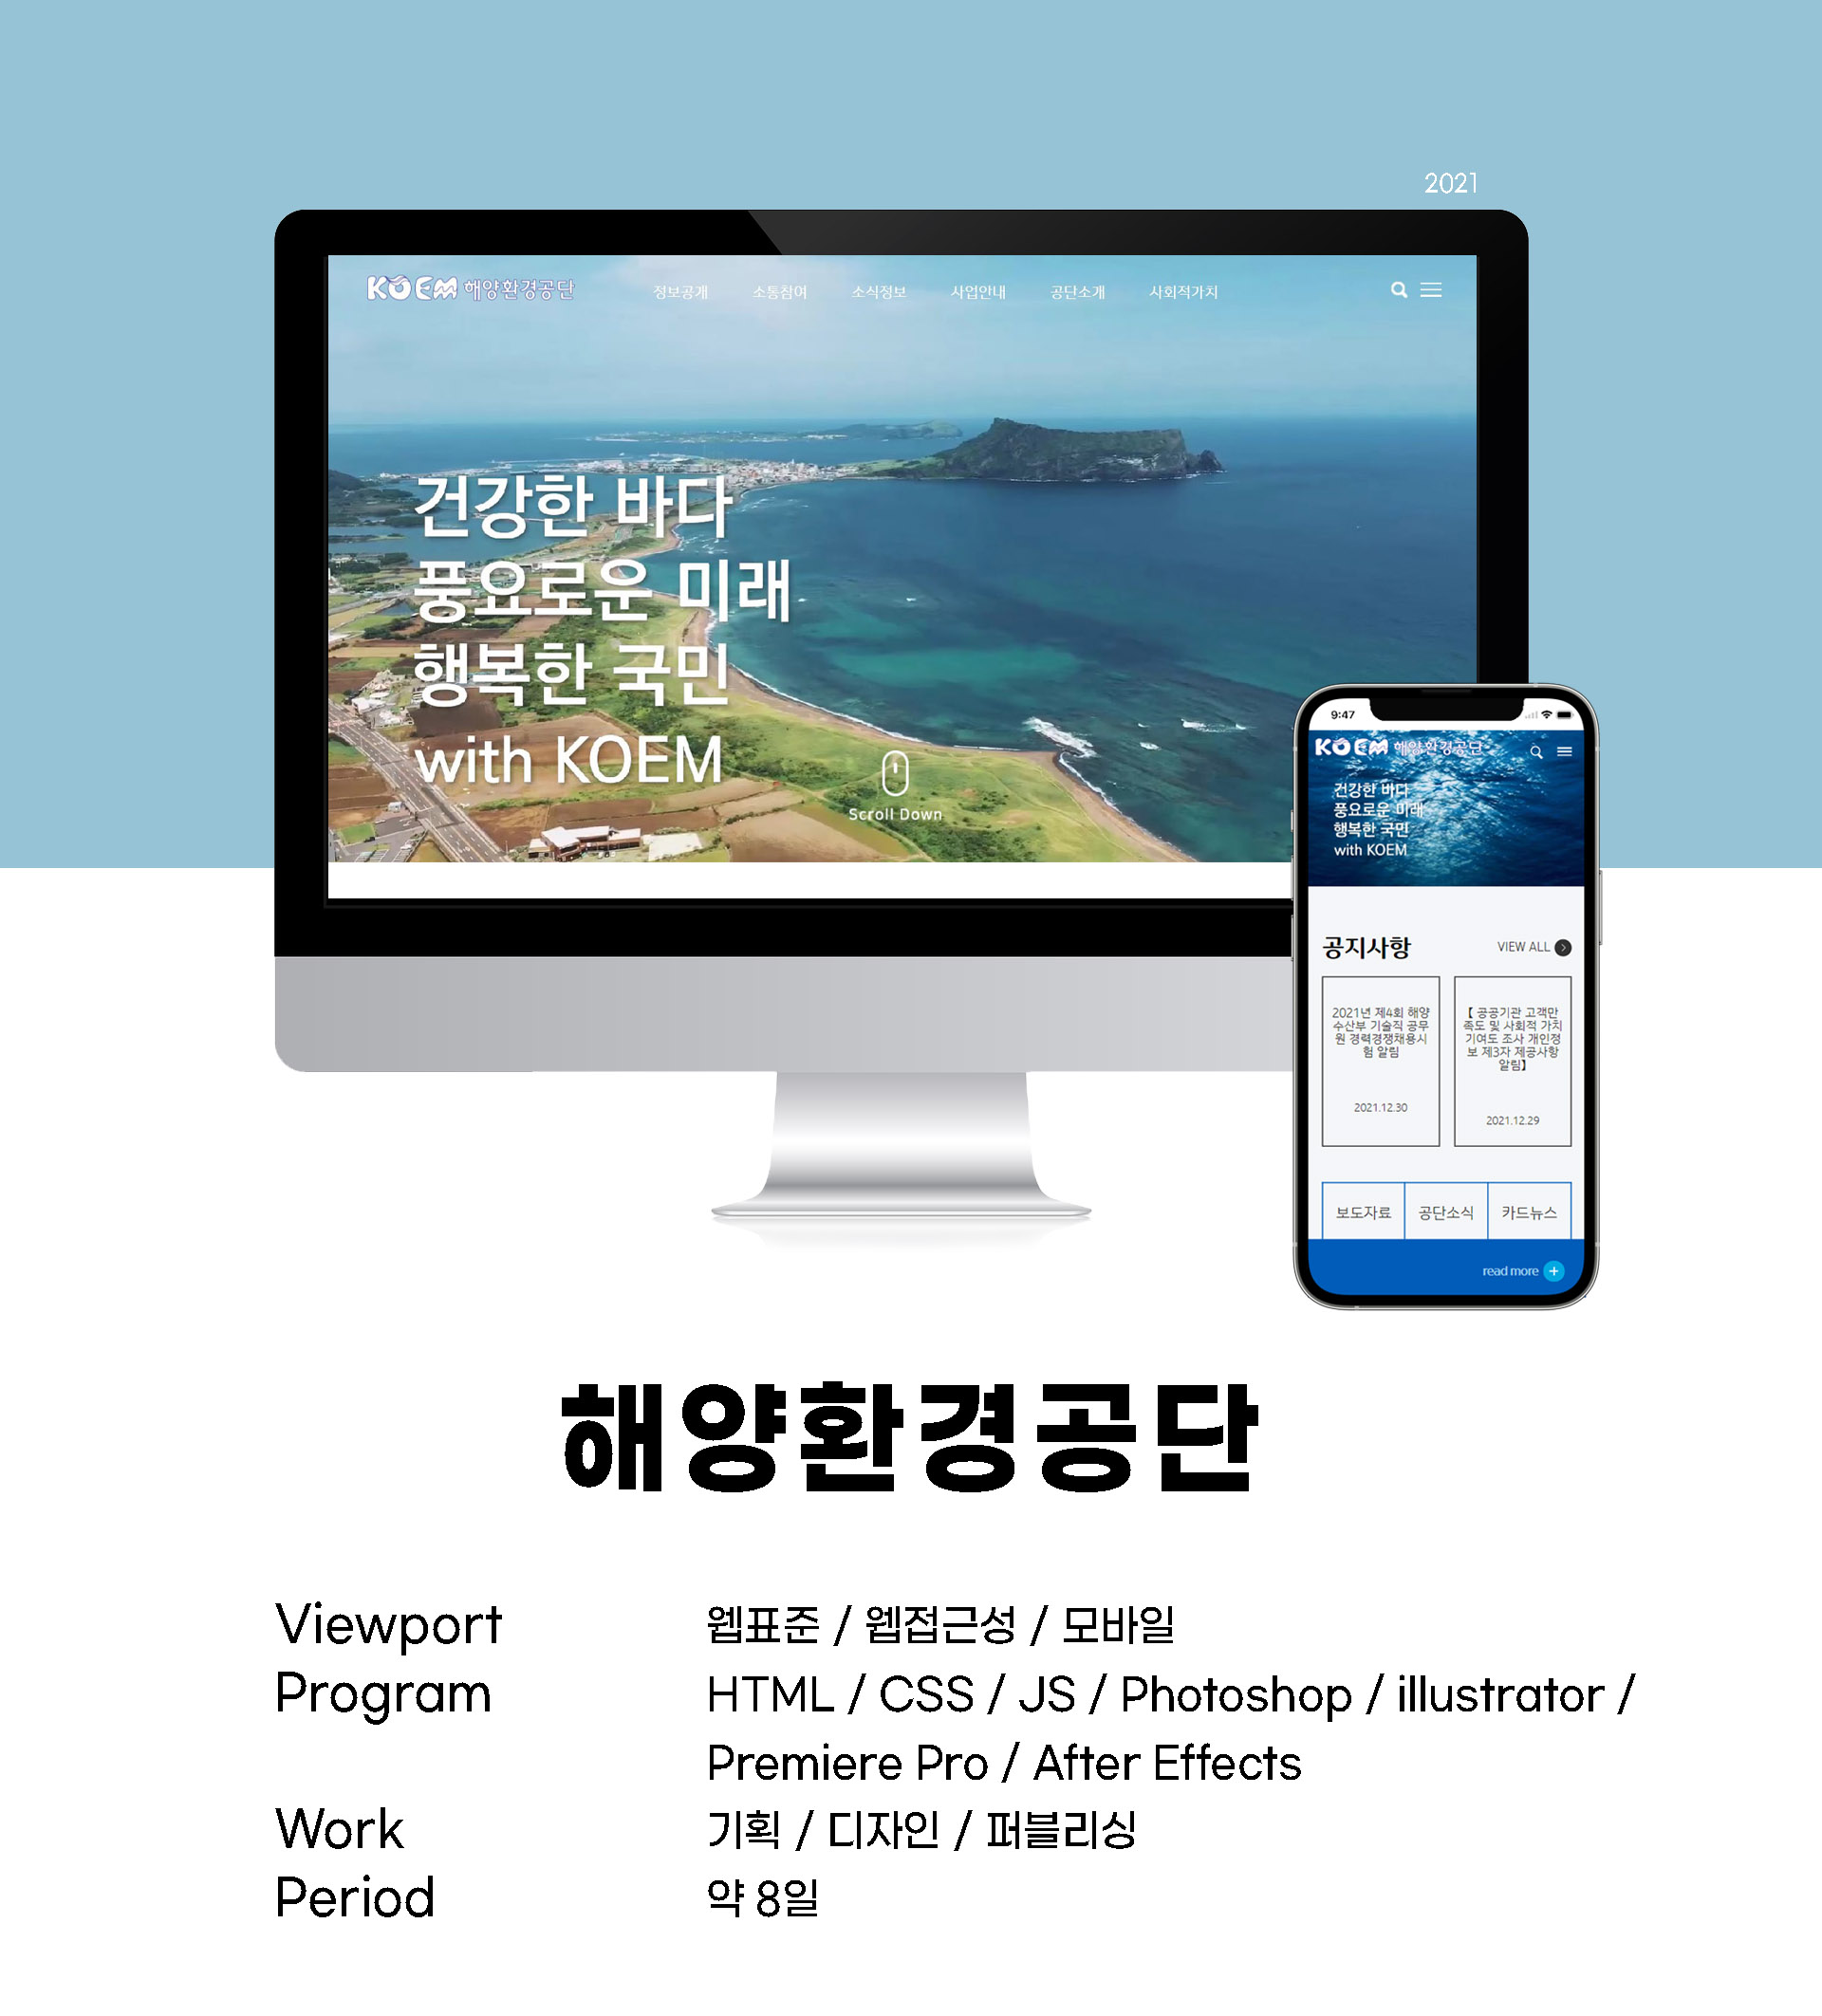 2021
KOEM 해양환경공단
정보공개 소통참여 소식정보 사업안내 공단소개 사회적가치
건강한 바다
풍요로운 미래
행복한 국민
with KOEM
Scroll Down
9:47
KOEM 해양환경공단
건강한 바다
풍요로운 미래
행복한 국민
with KOEM
공지사항 VIEW ALL
2021년 제4회 해양
수산부 기술직 공무
원 경력경쟁채용시
험 알림
2021.12.30
【 공공기관 고객만
족도 및 사회적 가치
기여도 조사 개인정
보 제3자 제공사항
알림】
2021.12.29
보도자료 공단소식 카드뉴스
read more
해양환경공단
Viewport 웹표준 / 웹접근성 / 모바일
Program HTML / CSS / JS / Photoshop / illustrator /
Premiere Pro / After Effects
Work 기획 / 디자인 / 퍼블리싱
Period 약 8일